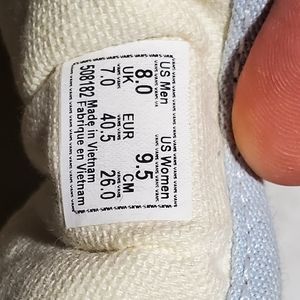 US Men US Women
8.0 9.5
UK EUR CM
7.0 40.5 26.0
508182 Made in Vietnam
Fabrique en Vietnam